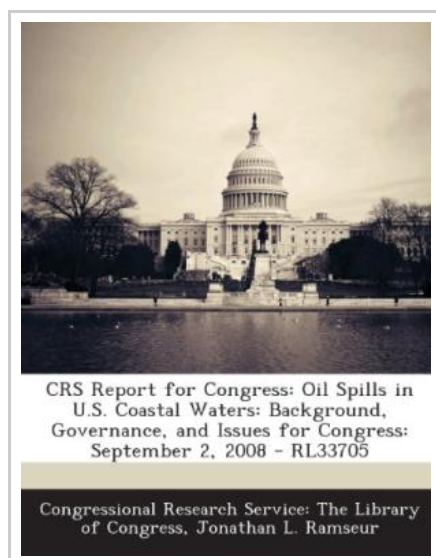 CRS Report for Congress: Oil Spills in
U.S. Coastal Waters: Background,
Governance, and Issues for Congress:
September 2, 2008 - RL33705
Congressional Research Service: The Library
of Congress, Jonathan L. Ramseur